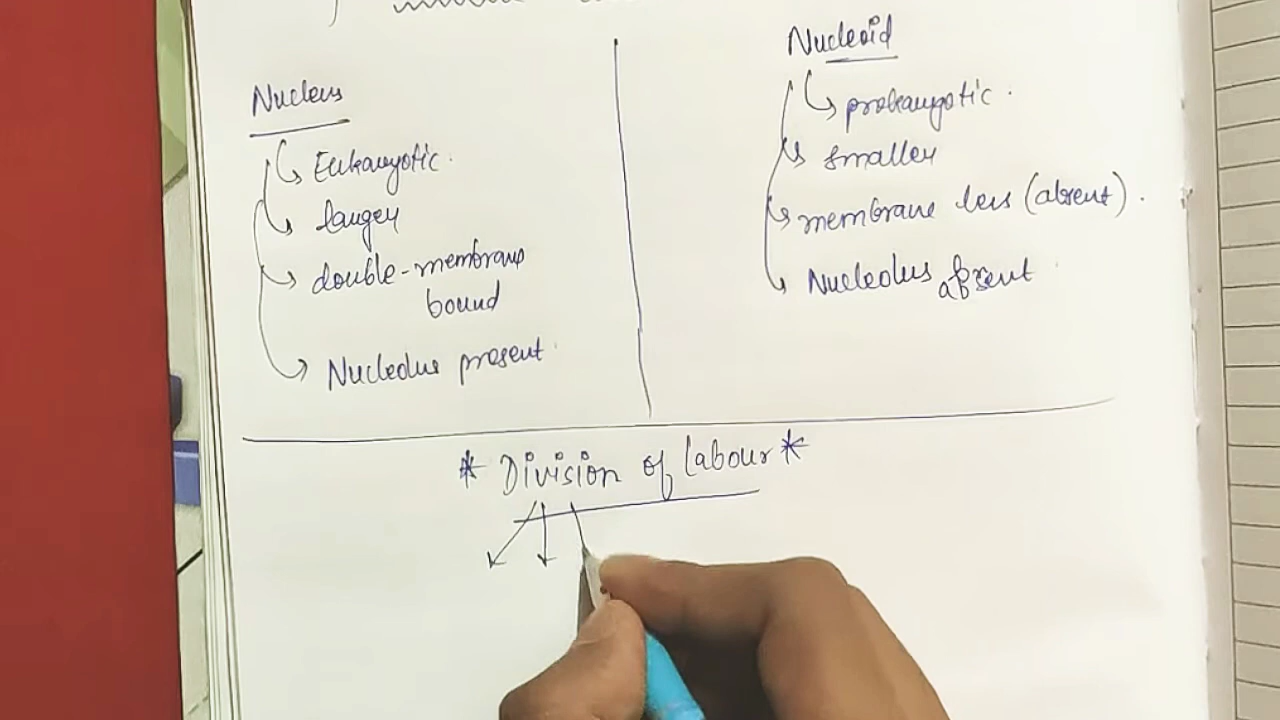 Nucleus
Eukaryotic.
larger
double-membrane
bound
Nucleolus present.
Nucleoid
prokaryotic.
smaller
membrane less (absent).
Nucleolus absent
* Division of Labour *